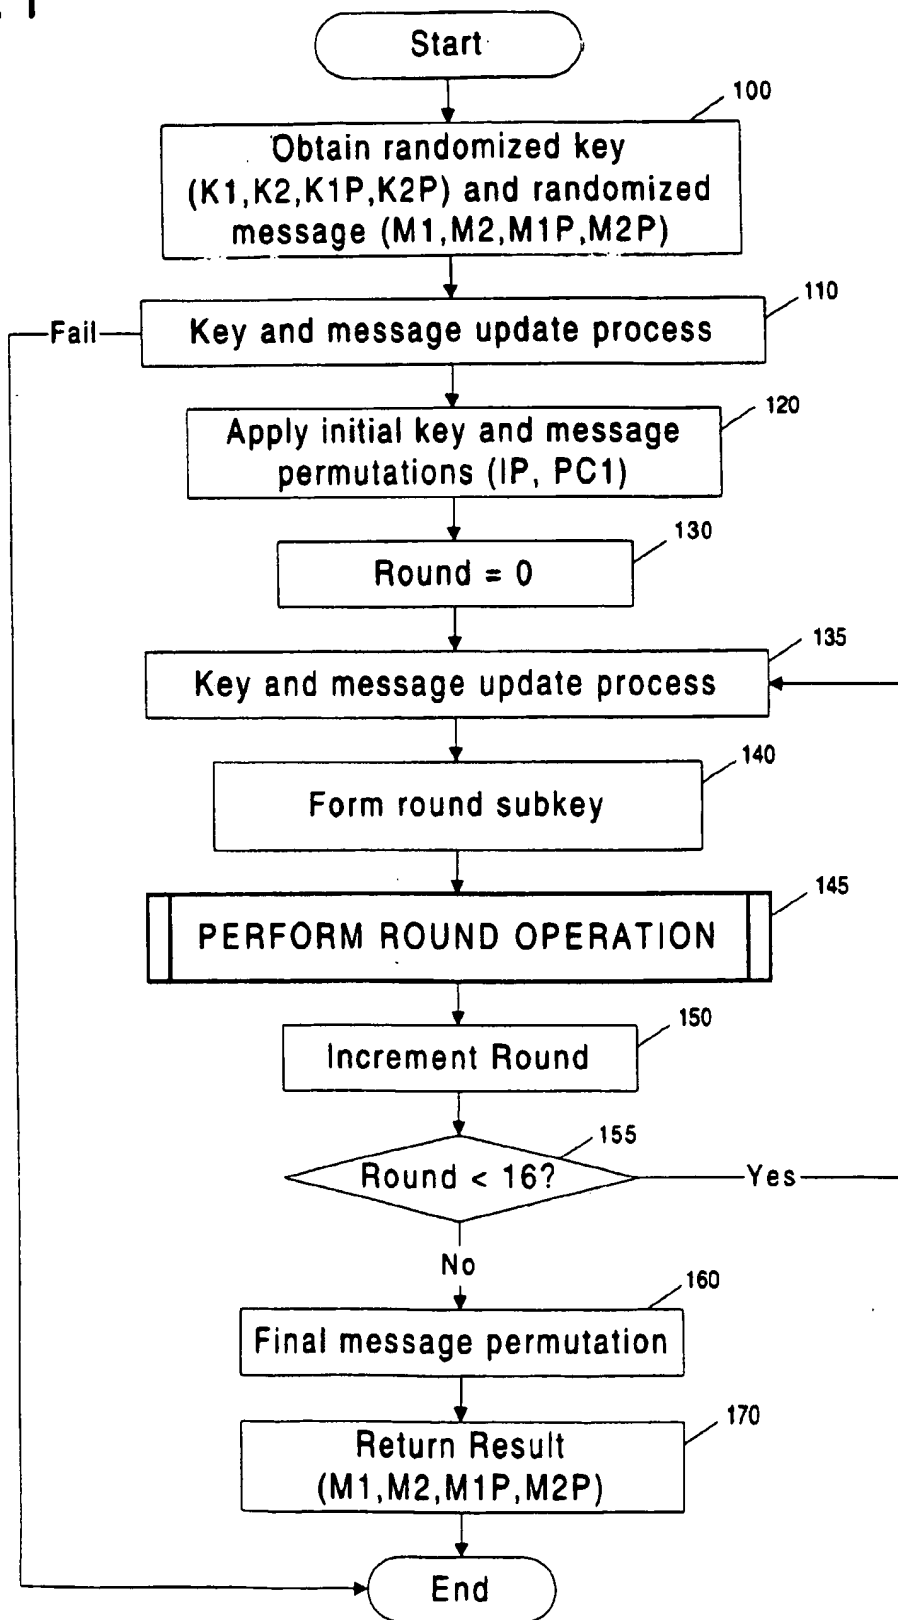 Start
100
Obtain randomized key
(K1,K2,K1P,K2P) and randomized
message (M1,M2,M1P,M2P)
110
Fail
Key and message update process
120
Apply initial key and message
permutations (IP, PC1)
130
Round = 0
135
Key and message update process
140
Form round subkey
145
PERFORM ROUND OPERATION
150
Increment Round
155
Round < 16?
Yes
No
160
Final message permutation
170
Return Result
(M1,M2,M1P,M2P)
End